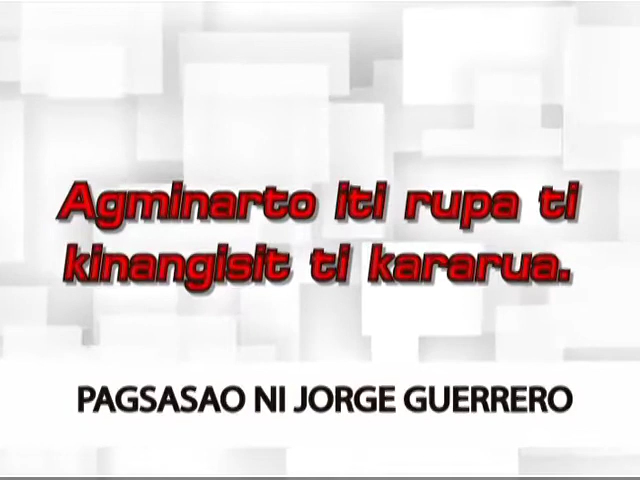 Agminarto iti rupa ti
kinangisit ti kararua.
PAGSASAO NI JORGE GUERRERO